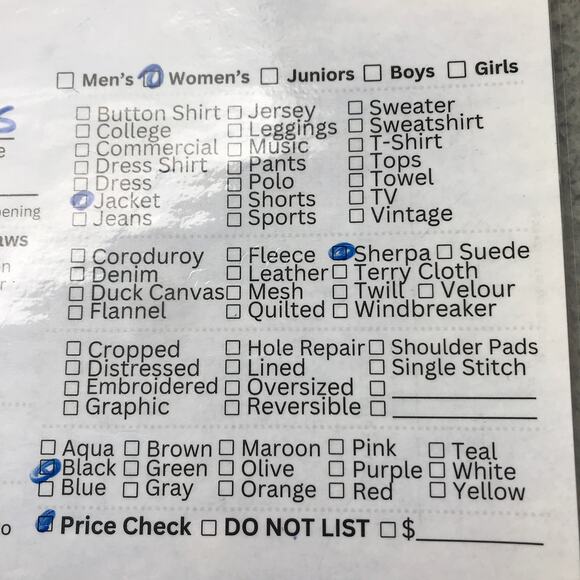 Men's Women's Juniors Boys Girls
Button Shirt Jersey Sweater
College Leggings Sweatshirt
Commercial Music T-Shirt
Dress Shirt Pants Tops
Dress Polo Towel
Jacket Shorts TV
Jeans Sports Vintage
ening
aws
Coroduroy Fleece Sherpa Suede
Denim Leather Terry Cloth
Duck Canvas Mesh Twill Velour
Flannel Quilted Windbreaker
Cropped Hole Repair Shoulder Pads
Distressed Lined Single Stitch
Embroidered Oversized
Graphic Reversible
Aqua Brown Maroon Pink Teal
Black Green Olive Purple White
Blue Gray Orange Red Yellow
Price Check DO NOT LIST $